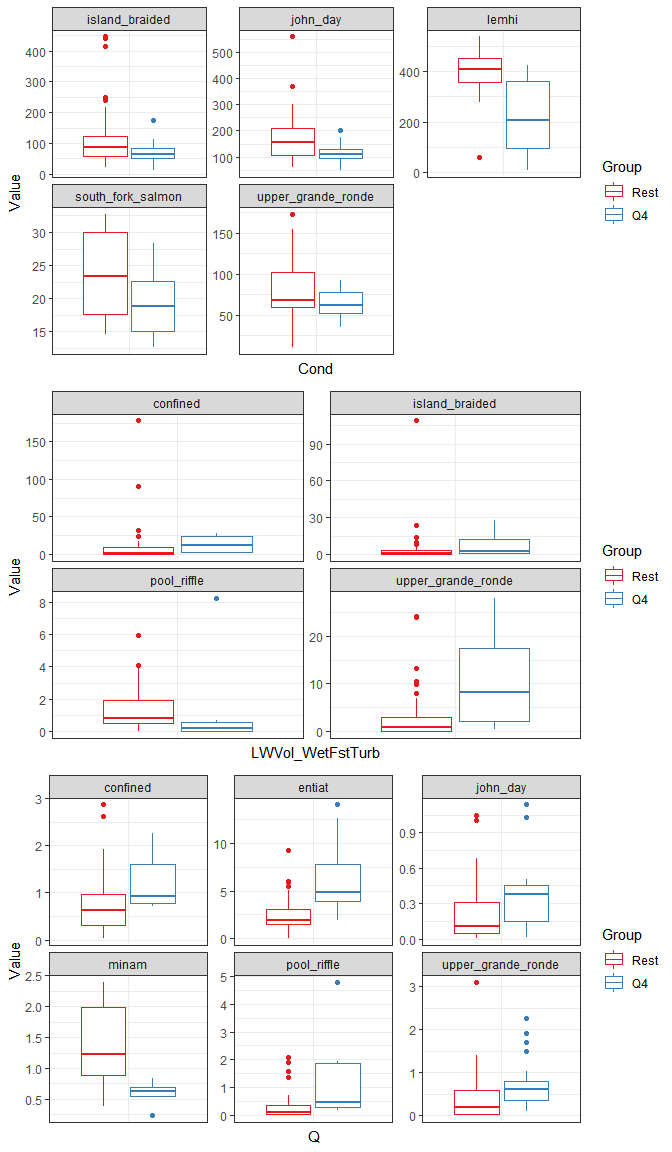 island_braided
john_day
lemhi
400
300
200
100
0
500
400
300
200
100
400
200
0
south_fork_salmon
upper_grande_ronde
30
25
20
15
150
100
50
Value
Cond
Group
Rest
Q4
confined
island_braided
150
100
50
0
90
60
30
0
pool_riffle
upper_grande_ronde
8
6
4
2
0
20
10
0
Value
LWVol_WetFstTurb
Group
Rest
Q4
confined
entiat
john_day
3
2
1
0
10
5
0
0.9
0.6
0.3
0.0
minam
pool_riffle
upper_grande_ronde
2.5
2.0
1.5
1.0
0.5
5
4
3
2
1
0
3
2
1
0
Value
Q
Group
Rest
Q4